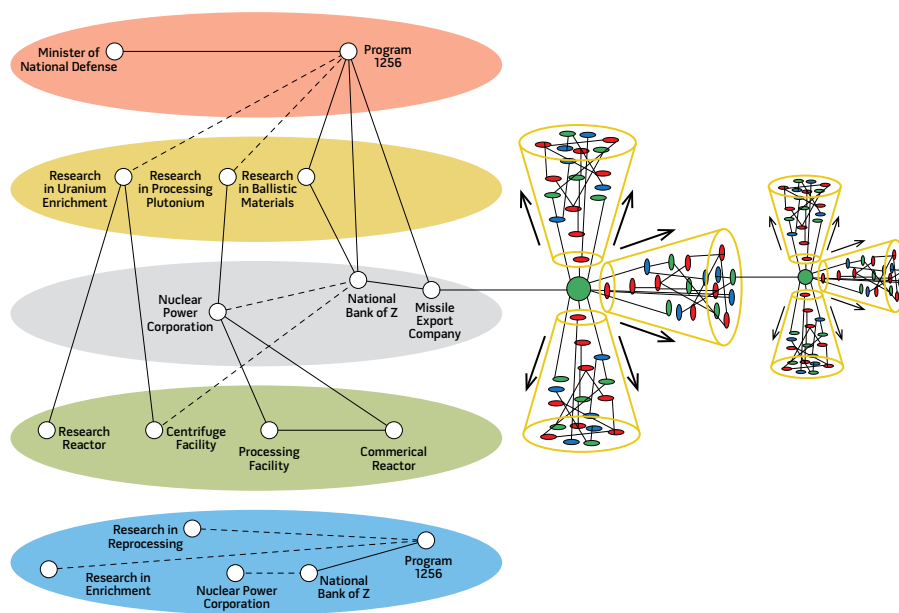 Minister of
National Defense
Program
1256
Research
in Uranium
Enrichment
Research
in Processing
Plutonium
Research
in Ballistic
Materials
Nuclear
Power
Corporation
National
Bank of Z
Missile
Export
Company
Research
Reactor
Centrifuge
Facility
Processing
Facility
Commerical
Reactor
Research in
Reprocessing
Research in
Enrichment
Nuclear Power
Corporation
National
Bank of Z
Program
1256